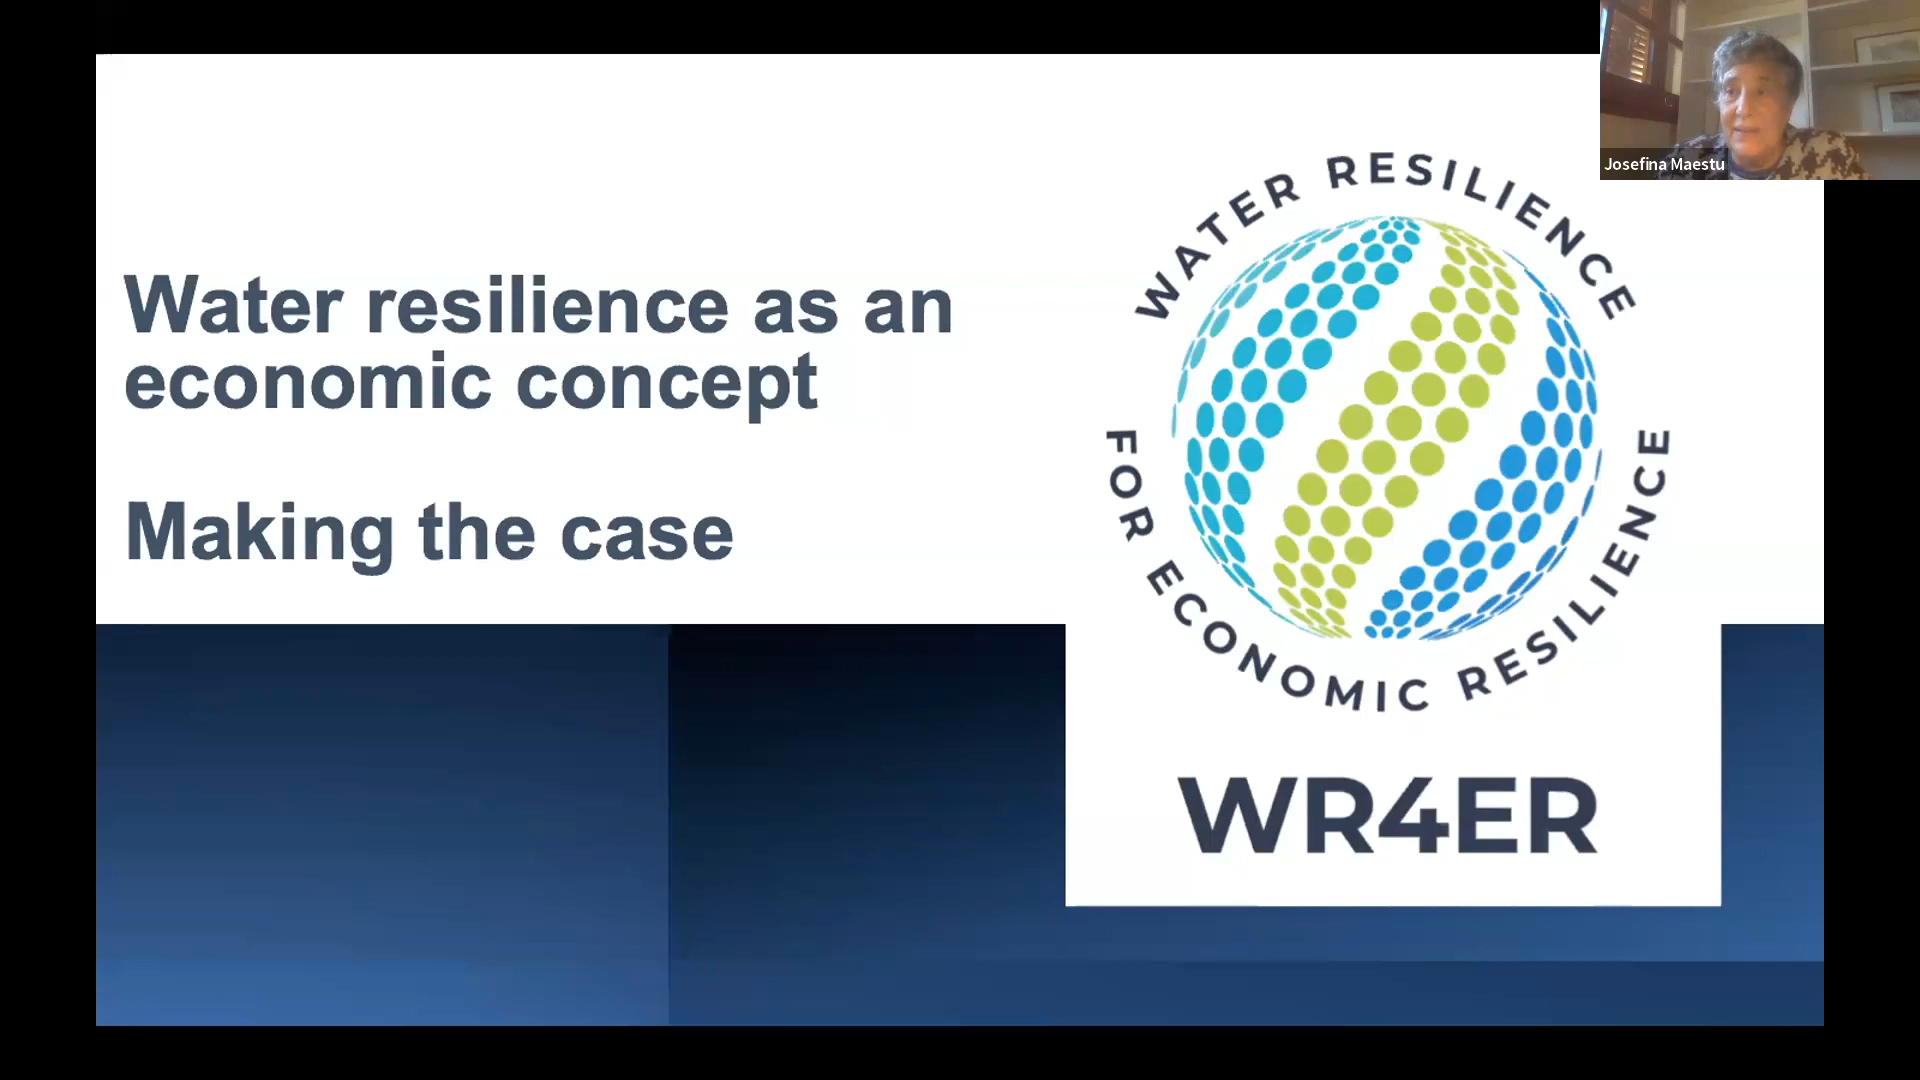 Josefina Maestu
Water resilience as an
economic concept
Making the case
WATER RESILIENCE
FOR ECONOMIC RESILIENCE
WR4ER